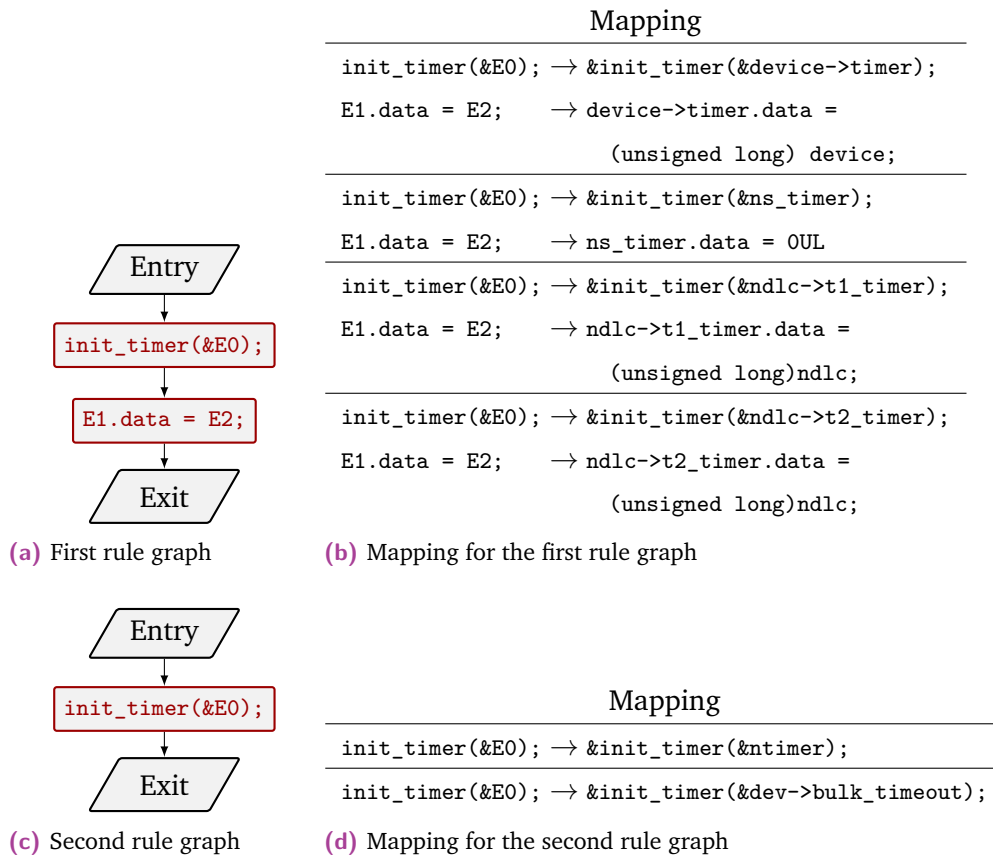 Mapping
init_timer(&E0); → &init_timer(&device->timer);
E1.data = E2; → device->timer.data =
(unsigned long) device;
init_timer(&E0); → &init_timer(&ns_timer);
E1.data = E2; → ns_timer.data = 0UL
init_timer(&E0); → &init_timer(&ndlc->t1_timer);
E1.data = E2; → ndlc->t1_timer.data =
(unsigned long)ndlc;
init_timer(&E0); → &init_timer(&ndlc->t2_timer);
E1.data = E2; → ndlc->t2_timer.data =
(unsigned long)ndlc;
Entry
init_timer(&E0);
E1.data = E2;
Exit
(a) First rule graph
(b) Mapping for the first rule graph
Entry
init_timer(&E0);
Exit
Mapping
init_timer(&E0); → &init_timer(&ntimer);
init_timer(&E0); → &init_timer(&dev->bulk_timeout);
(c) Second rule graph
(d) Mapping for the second rule graph